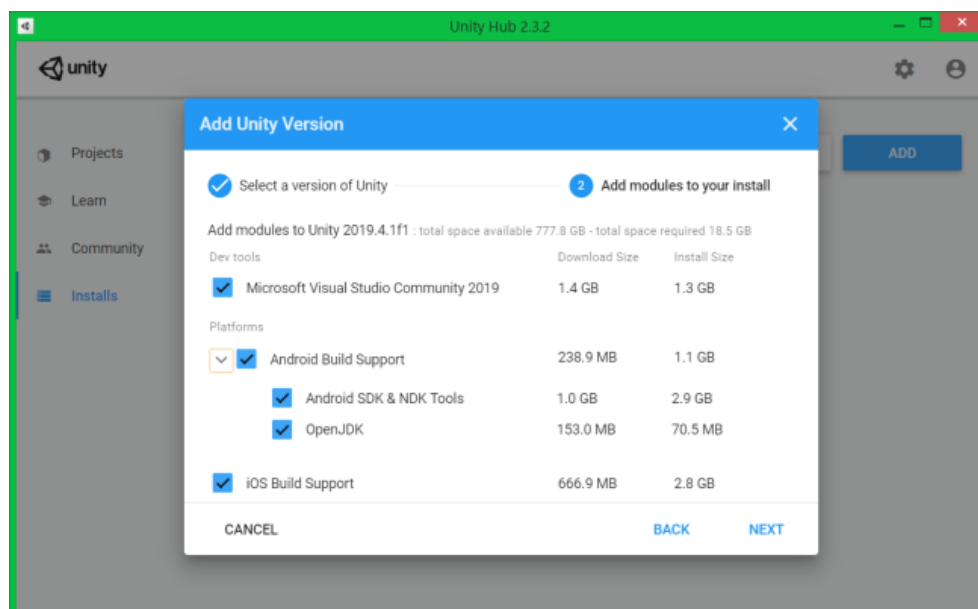 Unity Hub 2.3.2
unity
Add Unity Version
Projects
Learn
Community
Installs
ADD
Select a version of Unity
2 Add modules to your install
Add modules to Unity 2019.4.1f1 : total space available 777.8 GB - total space required 18.5 GB
Dev tools Download Size Install Size
Microsoft Visual Studio Community 2019 1.4 GB 1.3 GB
Platforms
Android Build Support 238.9 MB 1.1 GB
Android SDK & NDK Tools 1.0 GB 2.9 GB
OpenJDK 153.0 MB 70.5 MB
iOS Build Support 666.9 MB 2.8 GB
CANCEL BACK NEXT